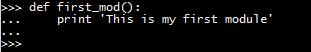 >>> def first_mod():
...     print 'This is my first module'
...
>>>